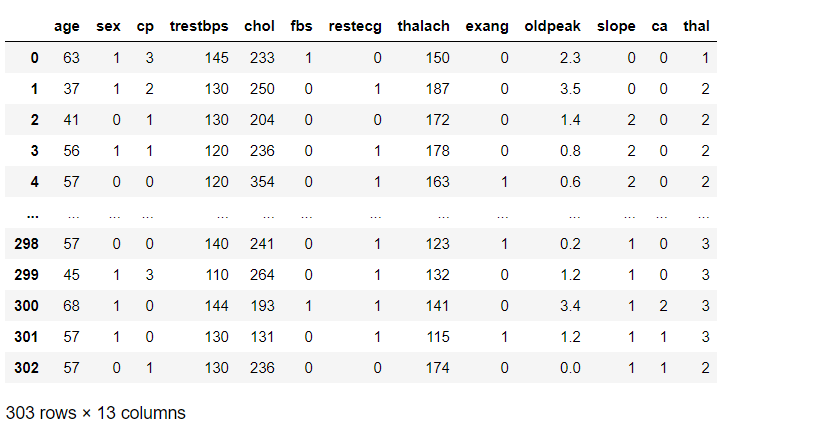 age sex cp trestbps chol fbs restecg thalach exang oldpeak slope ca thal
0 63 1 3 145 233 1 0 150 0 2.3 0 0 1
1 37 1 2 130 250 0 1 187 0 3.5 0 0 2
2 41 0 1 130 204 0 0 172 0 1.4 2 0 2
3 56 1 1 120 236 0 1 178 0 0.8 2 0 2
4 57 0 0 120 354 0 1 163 1 0.6 2 0 2
... ... ... ... ... ... ... ... ... ... ... ... ... ...
298 57 0 0 140 241 0 1 123 1 0.2 1 0 3
299 45 1 3 110 264 0 1 132 0 1.2 1 0 3
300 68 1 0 144 193 1 1 141 0 3.4 1 2 3
301 57 1 0 130 131 0 1 115 1 1.2 1 1 3
302 57 0 1 130 236 0 0 174 0 0.0 1 1 2
303 rows × 13 columns